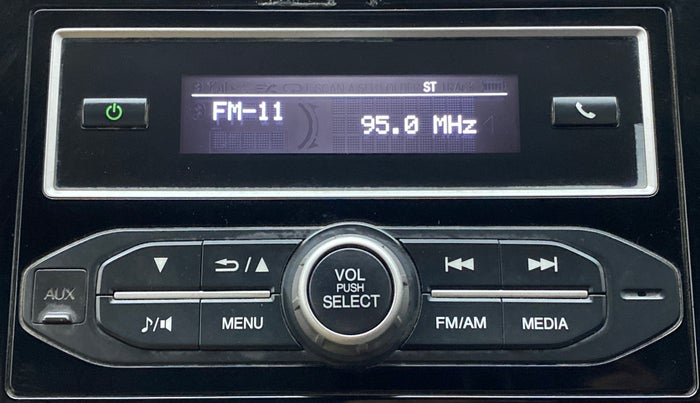 ST
FM-11
95.0 MHz
VOL
PUSH
SELECT
AUX
MENU
FM/AM
MEDIA